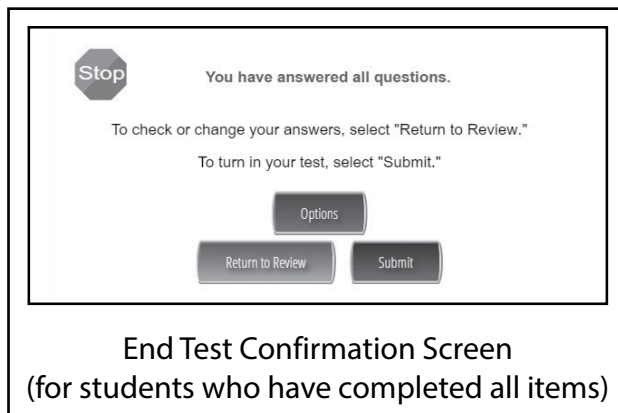 Stop
You have answered all questions.
To check or change your answers, select "Return to Review."
To turn in your test, select "Submit."
Options
Return to Review
Submit
End Test Confirmation Screen
(for students who have completed all items)